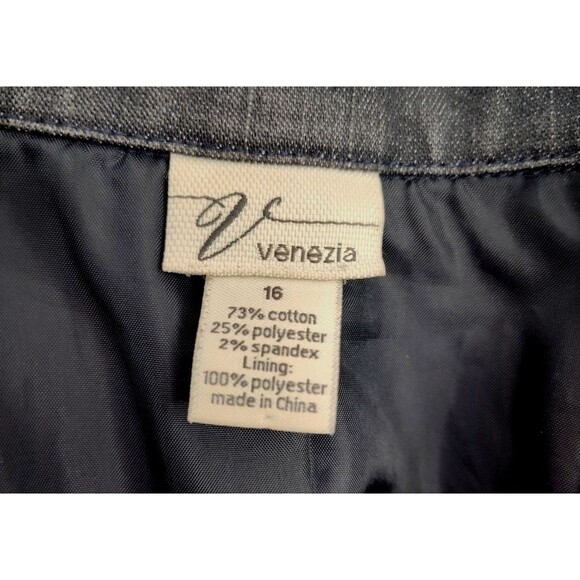 V
venezia
16
73% cotton
25% polyester
2% spandex
Lining:
100% polyester
made in China